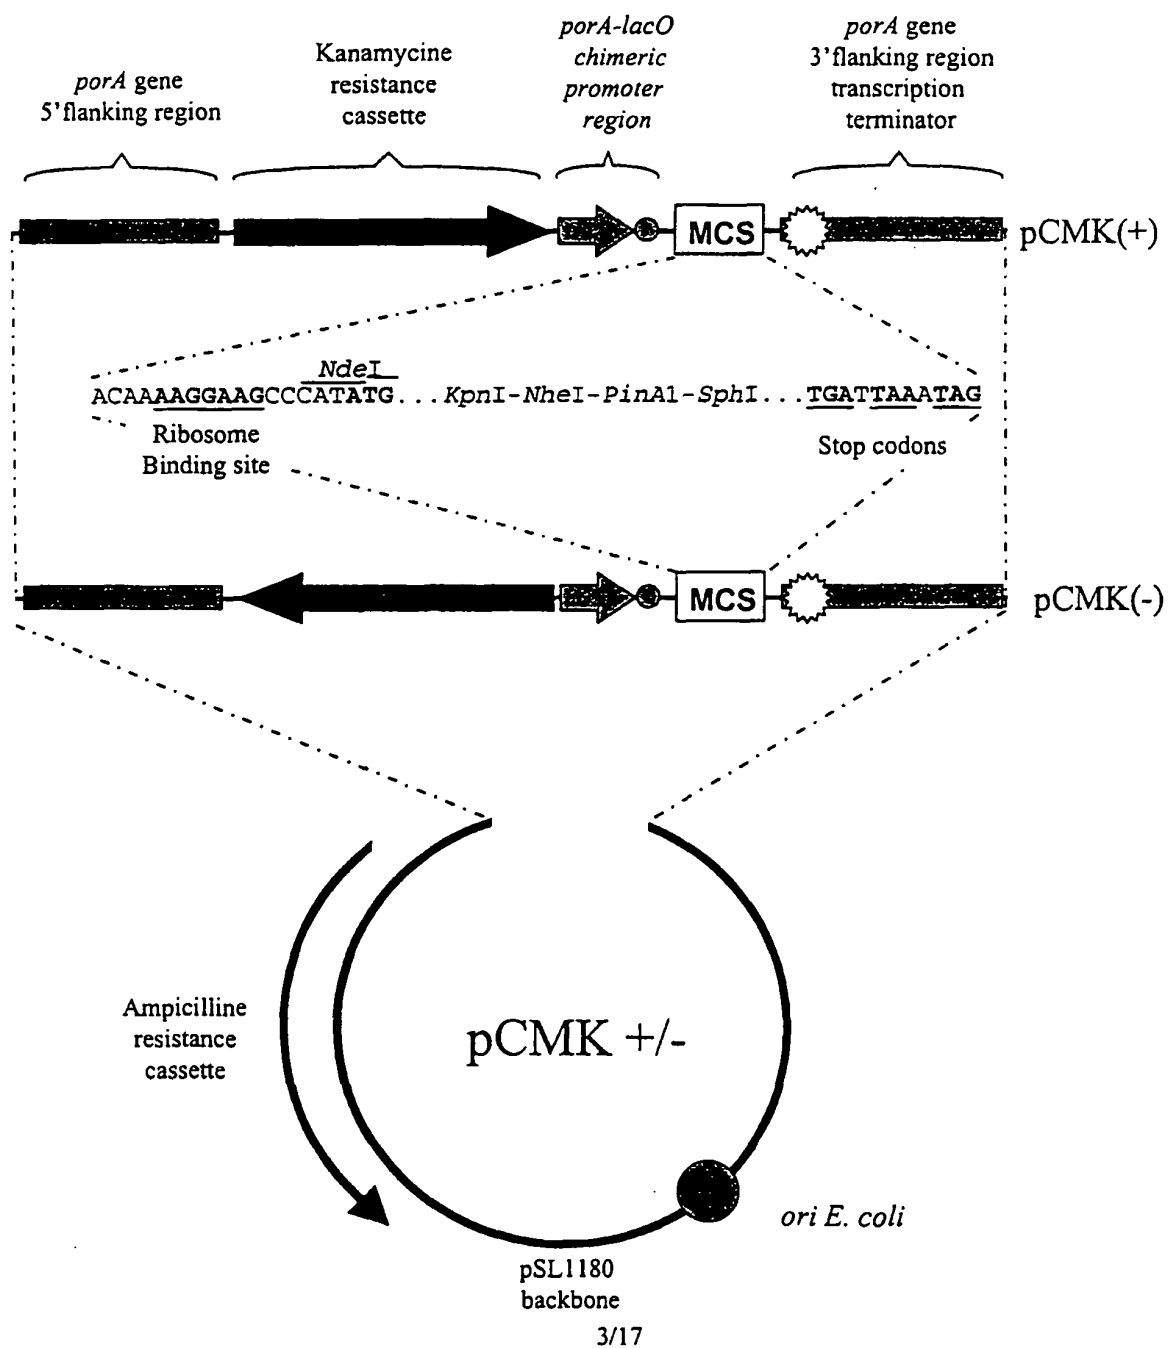 porA gene
5'flanking region
Kanamycine
resistance
cassette
porA-lacO
chimeric
promoter
region
porA gene
3'flanking region
transcription
terminator
MCS
pCMK(+)
NdeI
ACAAAAGGAAGCCCATATG...KpnI-NheI-PinA1-SphI...TGATTAAATAG
Ribosome
Binding site
Stop codons
MCS
pCMK(-)
Ampicilline
resistance
cassette
pCMK +/-
ori E. coli
pSL1180
backbone
3/17